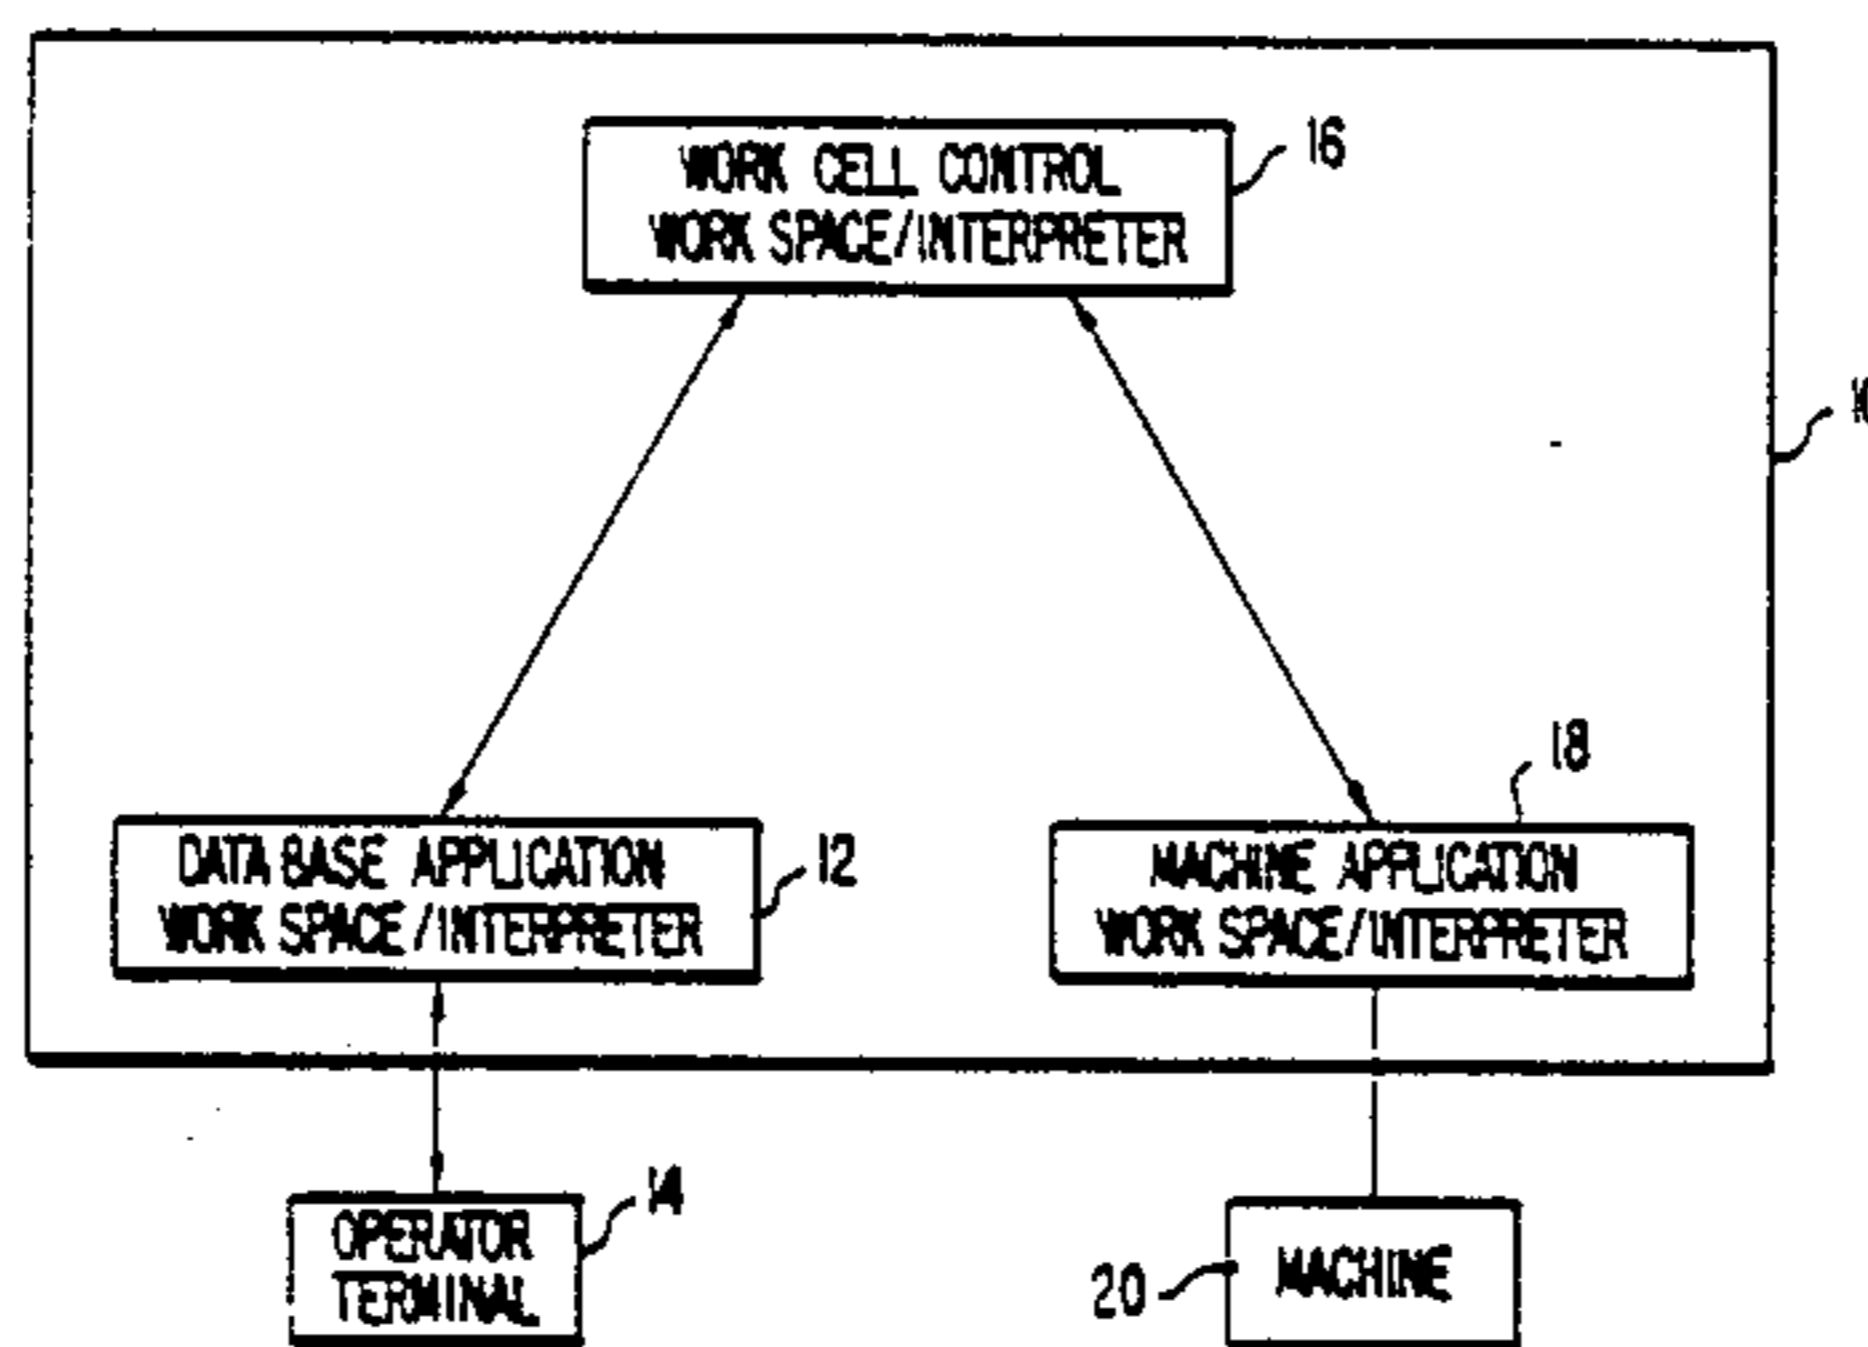 WORK CELL CONTROL
WORK SPACE/INTERPRETER
16
18
DATA BASE APPLICATION
WORK SPACE/INTERPRETER
12
MACHINE APPLICATION
WORK SPACE/INTERPRETER
14
OPERATOR
TERMINAL
20
MACHINE